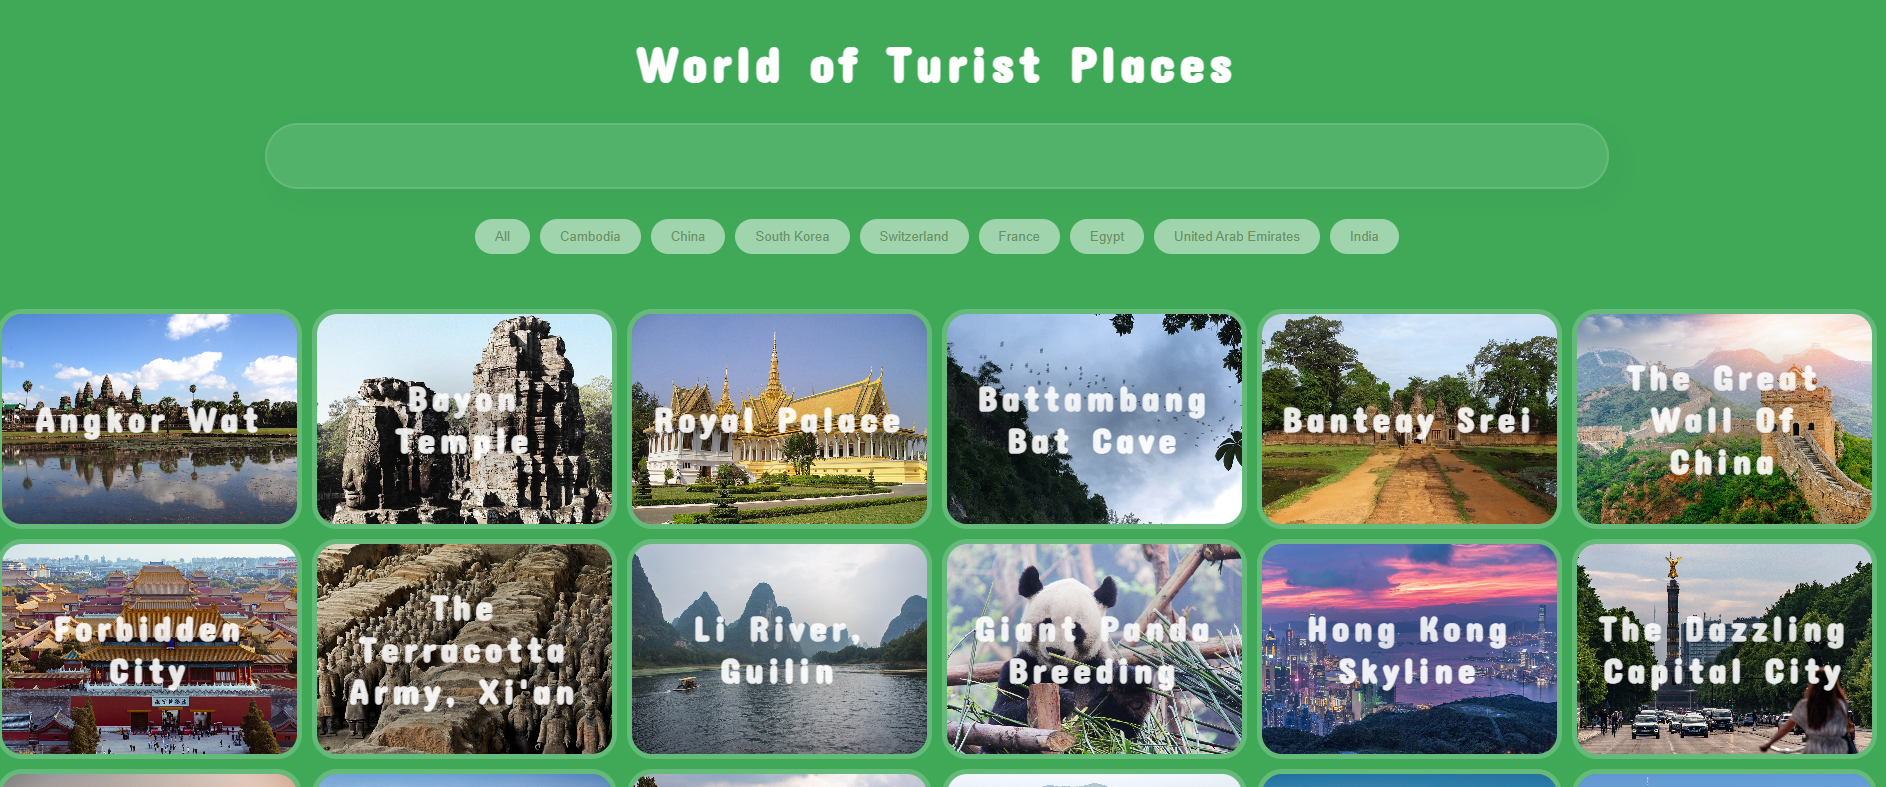 World of Turist Places
All
Cambodia
China
South Korea
Switzerland
France
Egypt
United Arab Emirates
India
Angkor Wat
Bayon
Temple
Royal Palace
Battambang
Bat Cave
Banteay Srei
The Great
Wall Of
China
Forbidden
City
The
Terracotta
Army, Xi'an
Li River,
Guilin
Giant Panda
Breeding
Hong Kong
Skyline
The Dazzling
Capital City